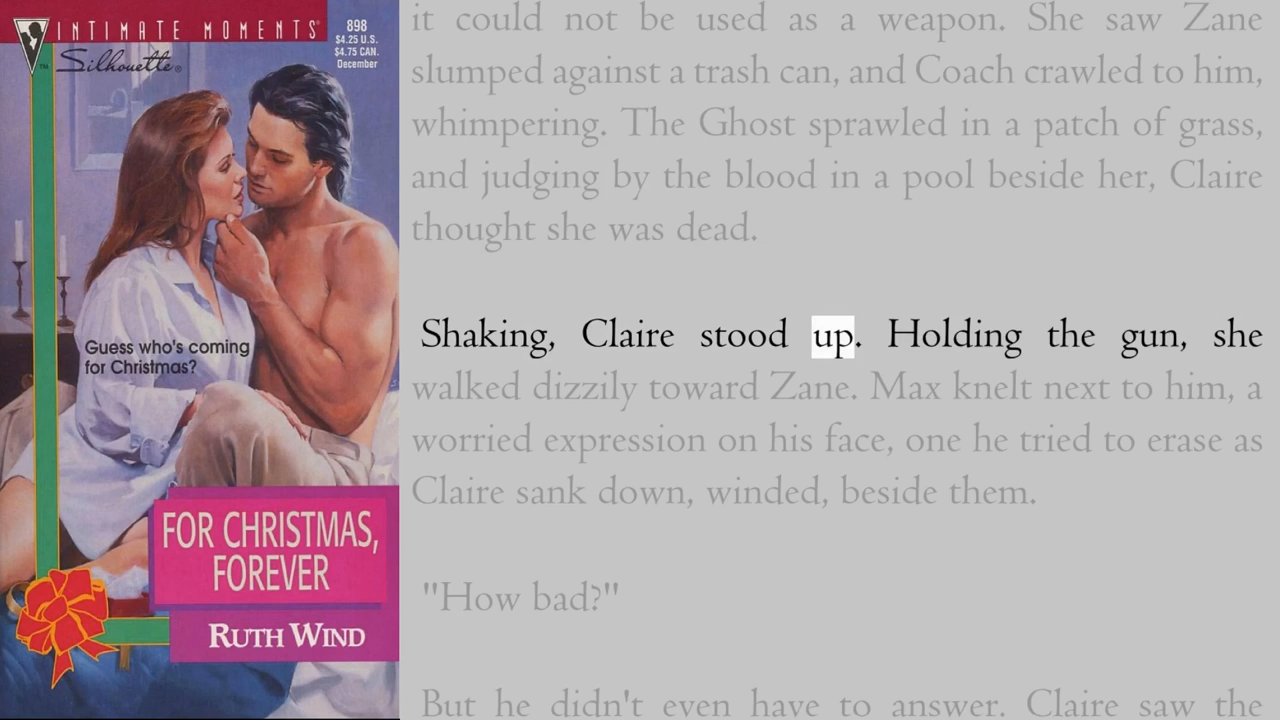 INTIMATE MOMENTS®
898
$4.25 U.S.
$4.75 CAN.
December
™
Silhouette®
Guess who's coming
for Christmas?
FOR CHRISTMAS,
FOREVER
RUTH WIND
it could not be used as a weapon. She saw Zane
slumped against a trash can, and Coach crawled to him,
whimpering. The Ghost sprawled in a patch of grass,
and judging by the blood in a pool beside her, Claire
thought she was dead.
Shaking, Claire stood up. Holding the gun, she
walked dizzily toward Zane. Max knelt next to him, a
worried expression on his face, one he tried to erase as
Claire sank down, winded, beside them.
"How bad?"
But he didn't even have to answer. Claire saw the